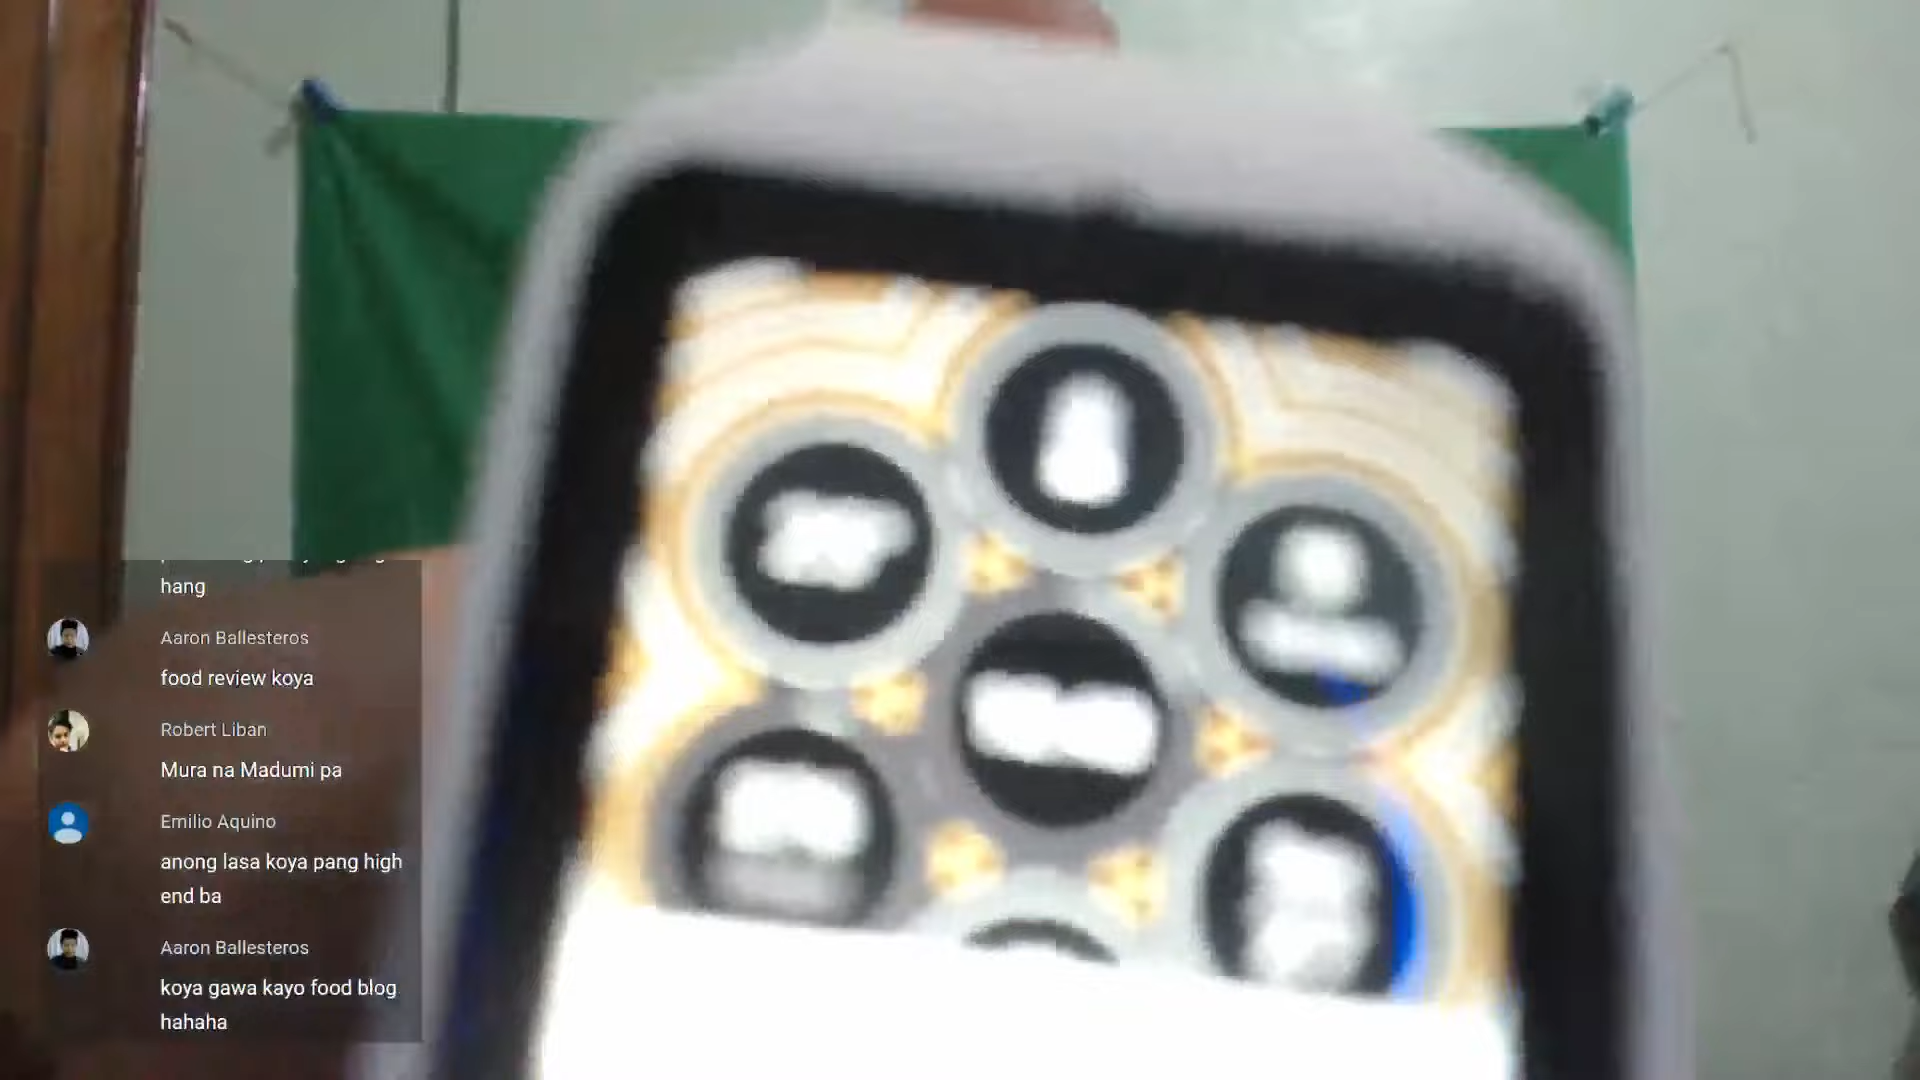 hang
Aaron Ballesteros
food review koya
Robert Liban
Mura na Madumi pa
Emilio Aquino
anong lasa koya pang high
end ba
Aaron Ballesteros
koya gawa kayo food blog
hahaha